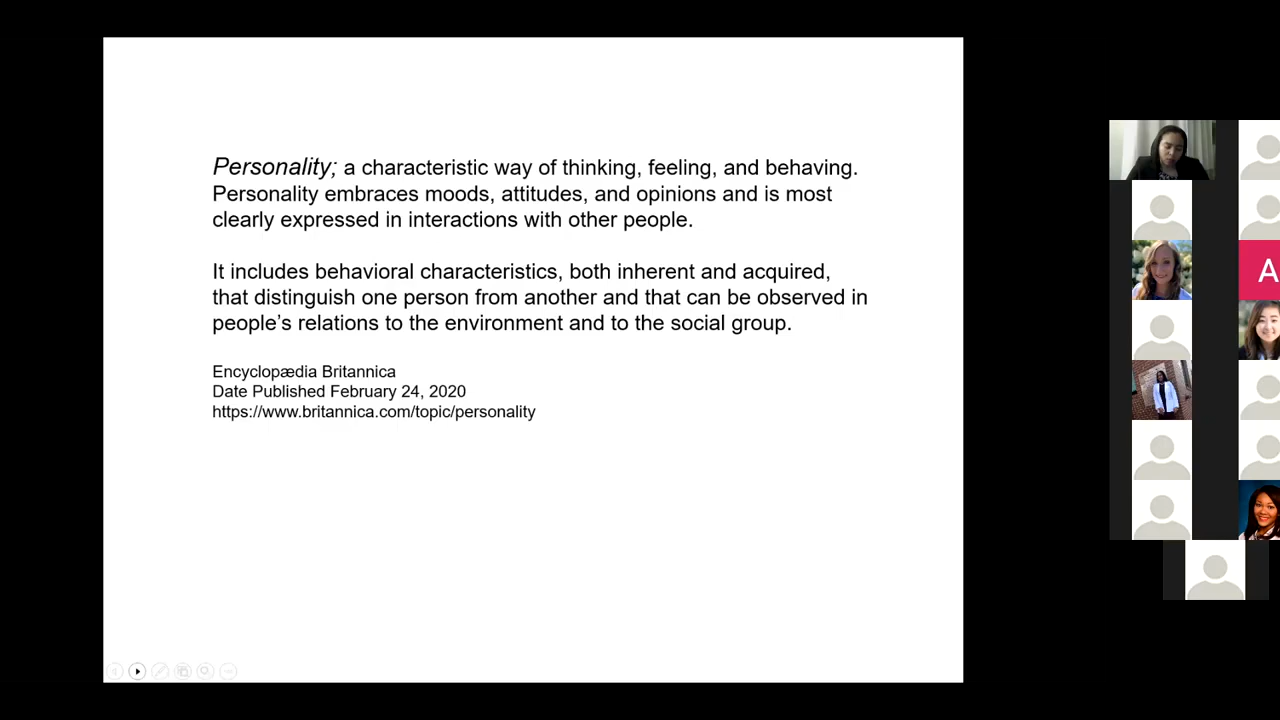 Personality; a characteristic way of thinking, feeling, and behaving.
Personality embraces moods, attitudes, and opinions and is most
clearly expressed in interactions with other people.
It includes behavioral characteristics, both inherent and acquired,
that distinguish one person from another and that can be observed in
people’s relations to the environment and to the social group.
Encyclopædia Britannica
Date Published February 24, 2020
https://www.britannica.com/topic/personality
A